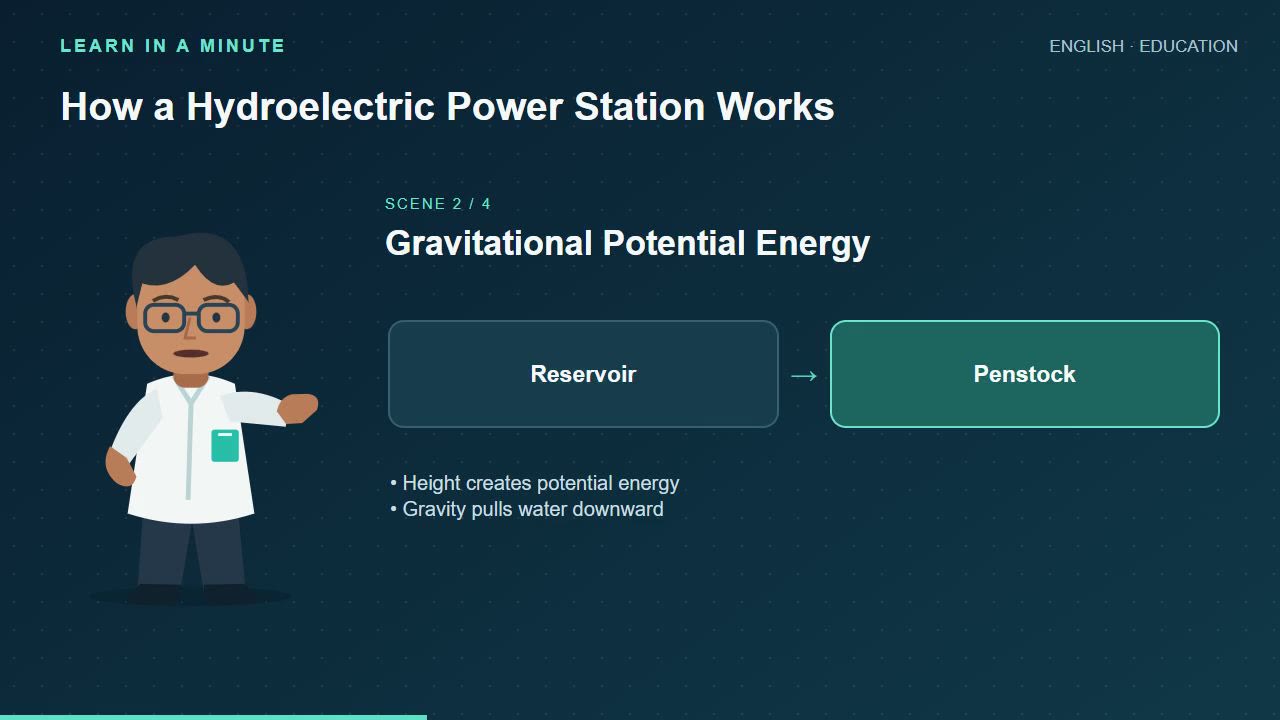 LEARN IN A MINUTE
ENGLISH · EDUCATION
How a Hydroelectric Power Station Works
SCENE 2 / 4
Gravitational Potential Energy
Reservoir → Penstock
• Height creates potential energy
• Gravity pulls water downward